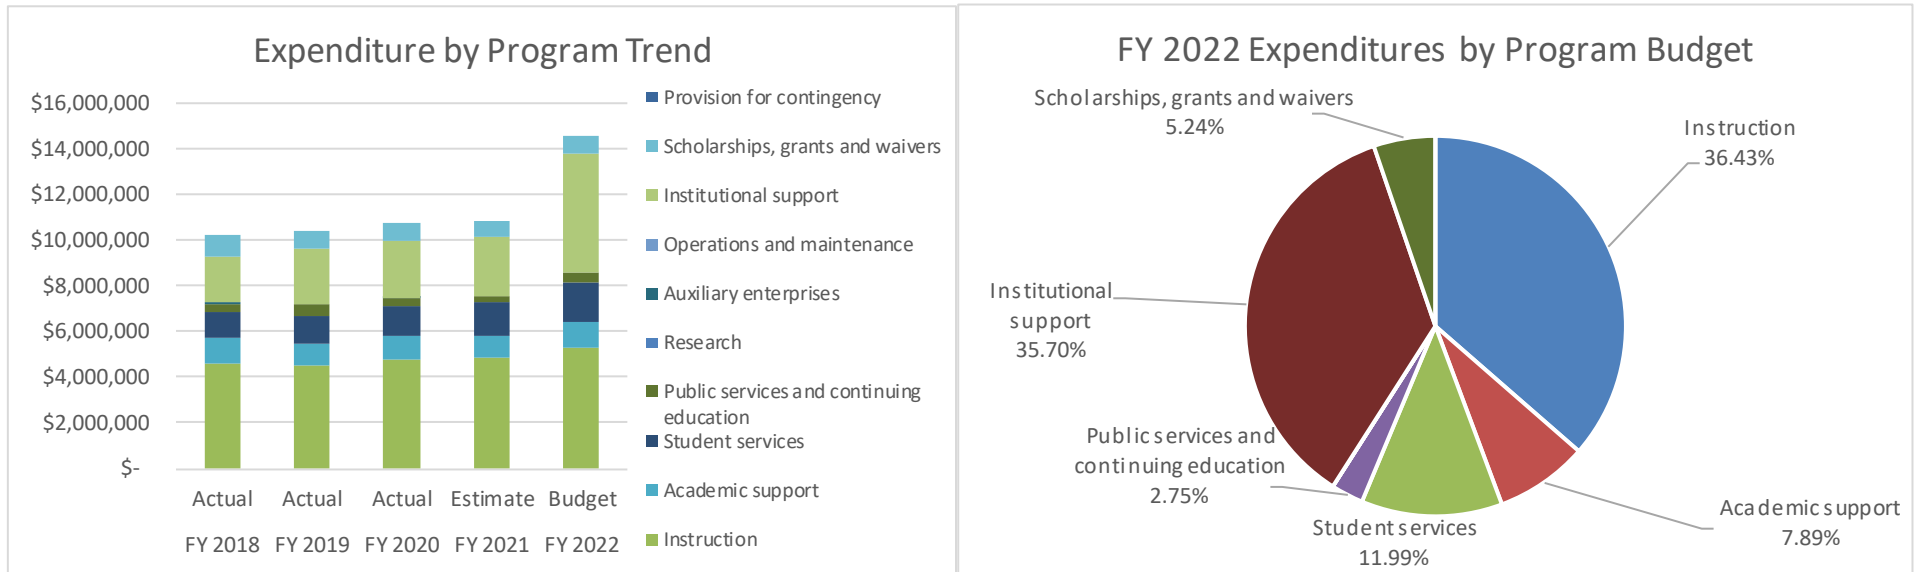 Expenditure by Program Trend
$16,000,000
$14,000,000
$12,000,000
$10,000,000
$8,000,000
$6,000,000
$4,000,000
$2,000,000
$-
Actual Actual Actual Estimate Budget
FY 2018 FY 2019 FY 2020 FY 2021 FY 2022
Provision for contingency
Scholarships, grants and waivers
Institutional support
Operations and maintenance
Auxiliary enterprises
Research
Public services and continuing
education
Student services
Academic support
Instruction
FY 2022 Expenditures by Program Budget
Scholarships, grants and waivers
5.24%
Instruction
36.43%
Institutional
support
35.70%
Public services and
continuing education
2.75%
Student services
11.99%
Academic support
7.89%